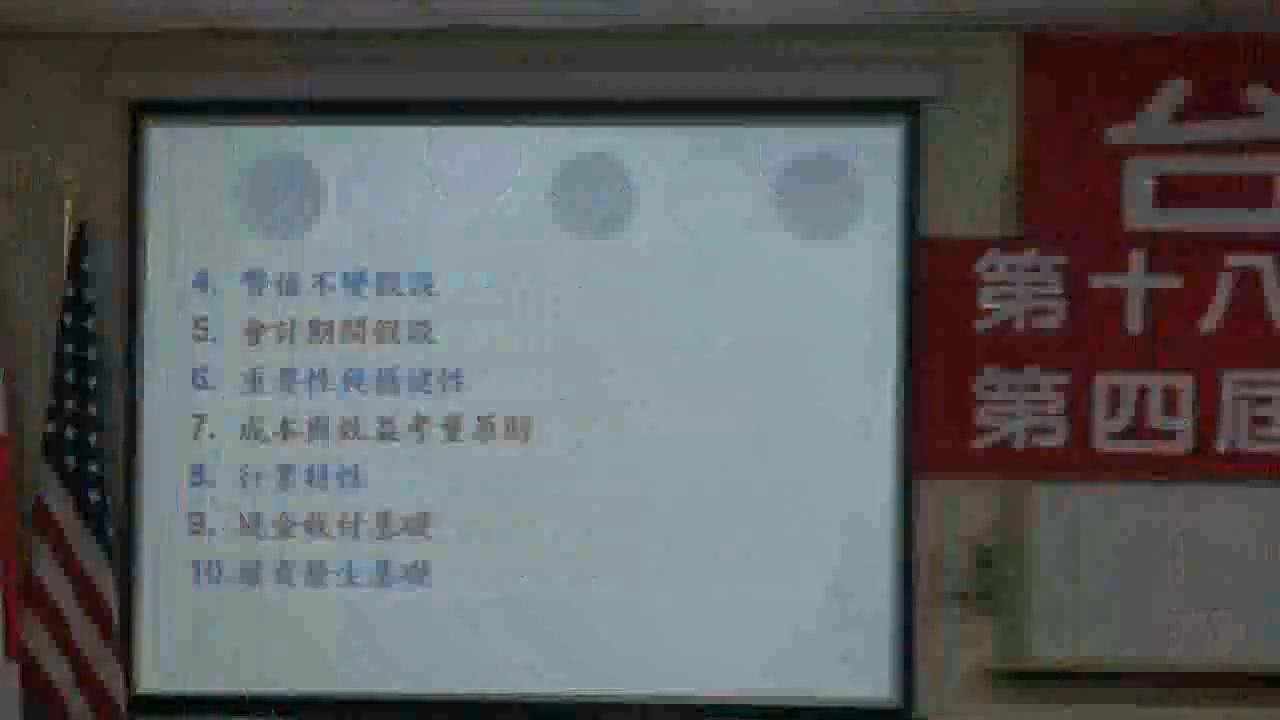 4. 幣值不變假設
5. 會計期間假設
6. 重要性與關鍵性
7. 成本與效益考量原則
8. 行業特性
9. 現金收付基礎
10. 權責發生基礎
台
第十八
第四屆